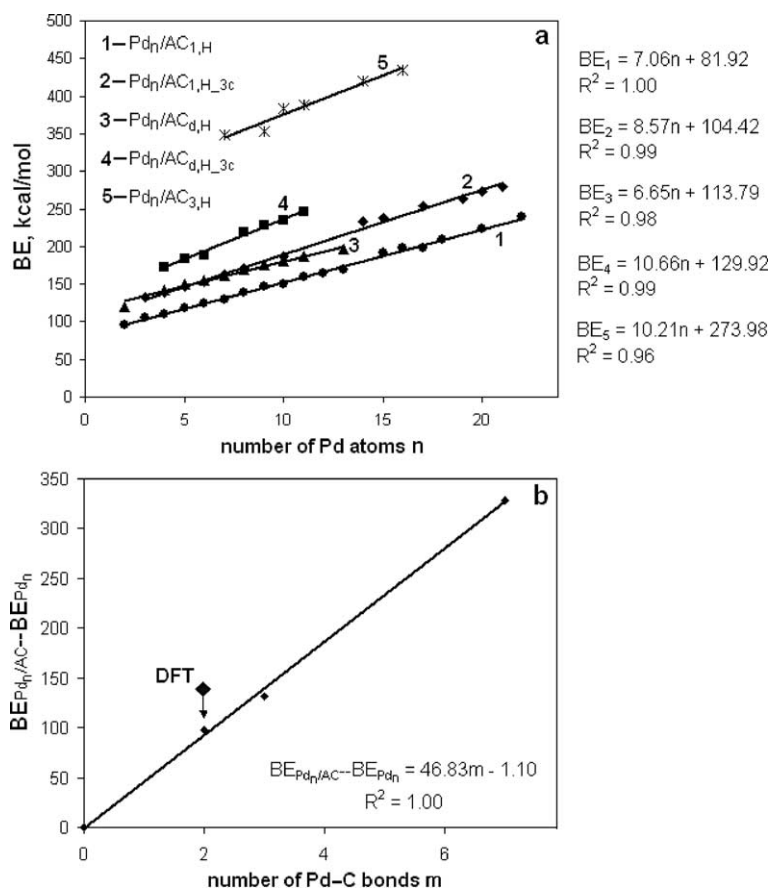 a
1–Pdn/AC1,H
2–Pdn/AC1,H_3c
3–Pdn/ACd,H
4–Pdn/ACd,H_3c
5–Pdn/AC3,H
5
4
2
3
1
BE, kcal/mol
500
450
400
350
300
250
200
150
100
50
0
0 5 10 15 20
number of Pd atoms n
BE1 = 7.06n + 81.92
R² = 1.00
BE2 = 8.57n + 104.42
R² = 0.99
BE3 = 6.65n + 113.79
R² = 0.98
BE4 = 10.66n + 129.92
R² = 0.99
BE5 = 10.21n + 273.98
R² = 0.96
b
BEPdn/AC--BEPdn
350
300
250
200
150
100
50
0
DFT
BEPdn/AC--BEPdn = 46.83m - 1.10
R² = 1.00
0 2 4 6
number of Pd–C bonds m